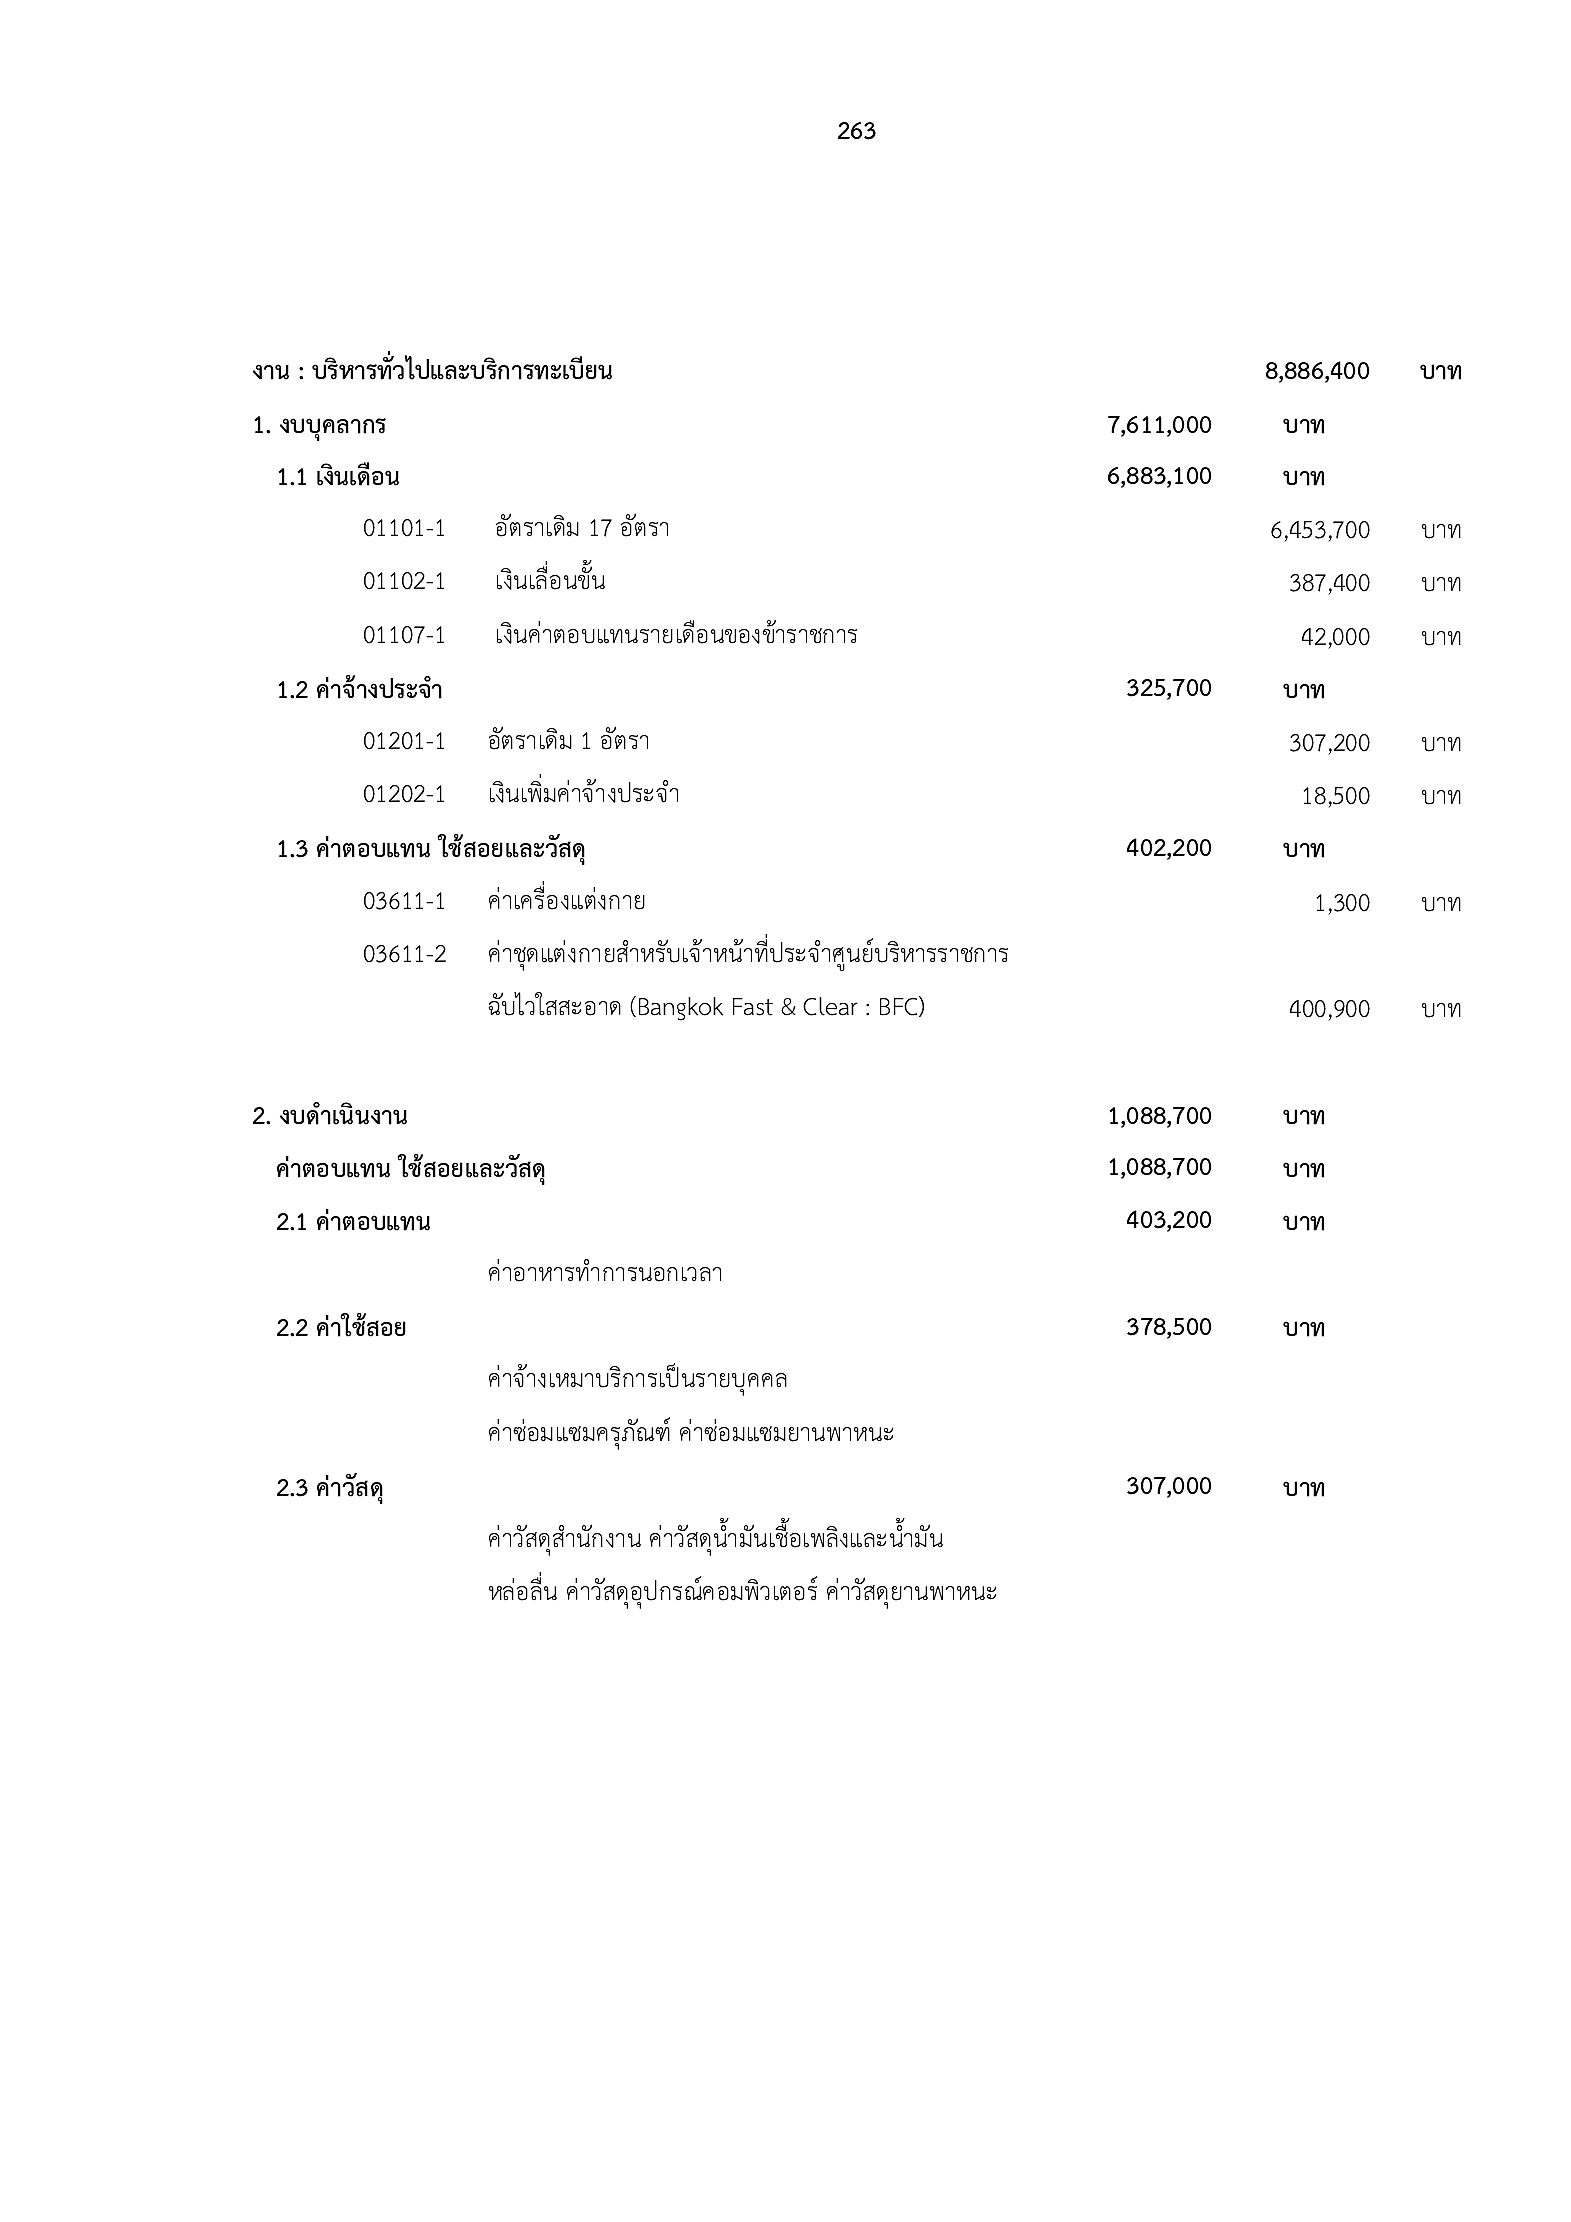 263
งาน : บริหารทั่วไปและบริการทะเบียน 8,886,400 บาท
1. งบบุคลากร 7,611,000 บาท
1.1 เงินเดือน 6,883,100 บาท
01101-1 อัตราเดิม 17 อัตรา 6,453,700 บาท
01102-1 เงินเลื่อนขั้น 387,400 บาท
01107-1 เงินค่าตอบแทนรายเดือนของข้าราชการ 42,000 บาท
1.2 ค่าจ้างประจำ 325,700 บาท
01201-1 อัตราเดิม 1 อัตรา 307,200 บาท
01202-1 เงินเพิ่มค่าจ้างประจำ 18,500 บาท
1.3 ค่าตอบแทน ใช้สอยและวัสดุ 402,200 บาท
03611-1 ค่าเครื่องแต่งกาย 1,300 บาท
03611-2 ค่าชุดแต่งกายสำหรับเจ้าหน้าที่ประจำศูนย์บริหารราชการ
ฉับไวใสสะอาด (Bangkok Fast & Clear : BFC) 400,900 บาท
2. งบดำเนินงาน 1,088,700 บาท
ค่าตอบแทน ใช้สอยและวัสดุ 1,088,700 บาท
2.1 ค่าตอบแทน 403,200 บาท
ค่าอาหารทำการนอกเวลา
2.2 ค่าใช้สอย 378,500 บาท
ค่าจ้างเหมาบริการเป็นรายบุคคล
ค่าซ่อมแซมครุภัณฑ์ ค่าซ่อมแซมยานพาหนะ
2.3 ค่าวัสดุ 307,000 บาท
ค่าวัสดุสำนักงาน ค่าวัสดุน้ำมันเชื้อเพลิงและน้ำมัน
หล่อลื่น ค่าวัสดุอุปกรณ์คอมพิวเตอร์ ค่าวัสดุยานพาหนะ